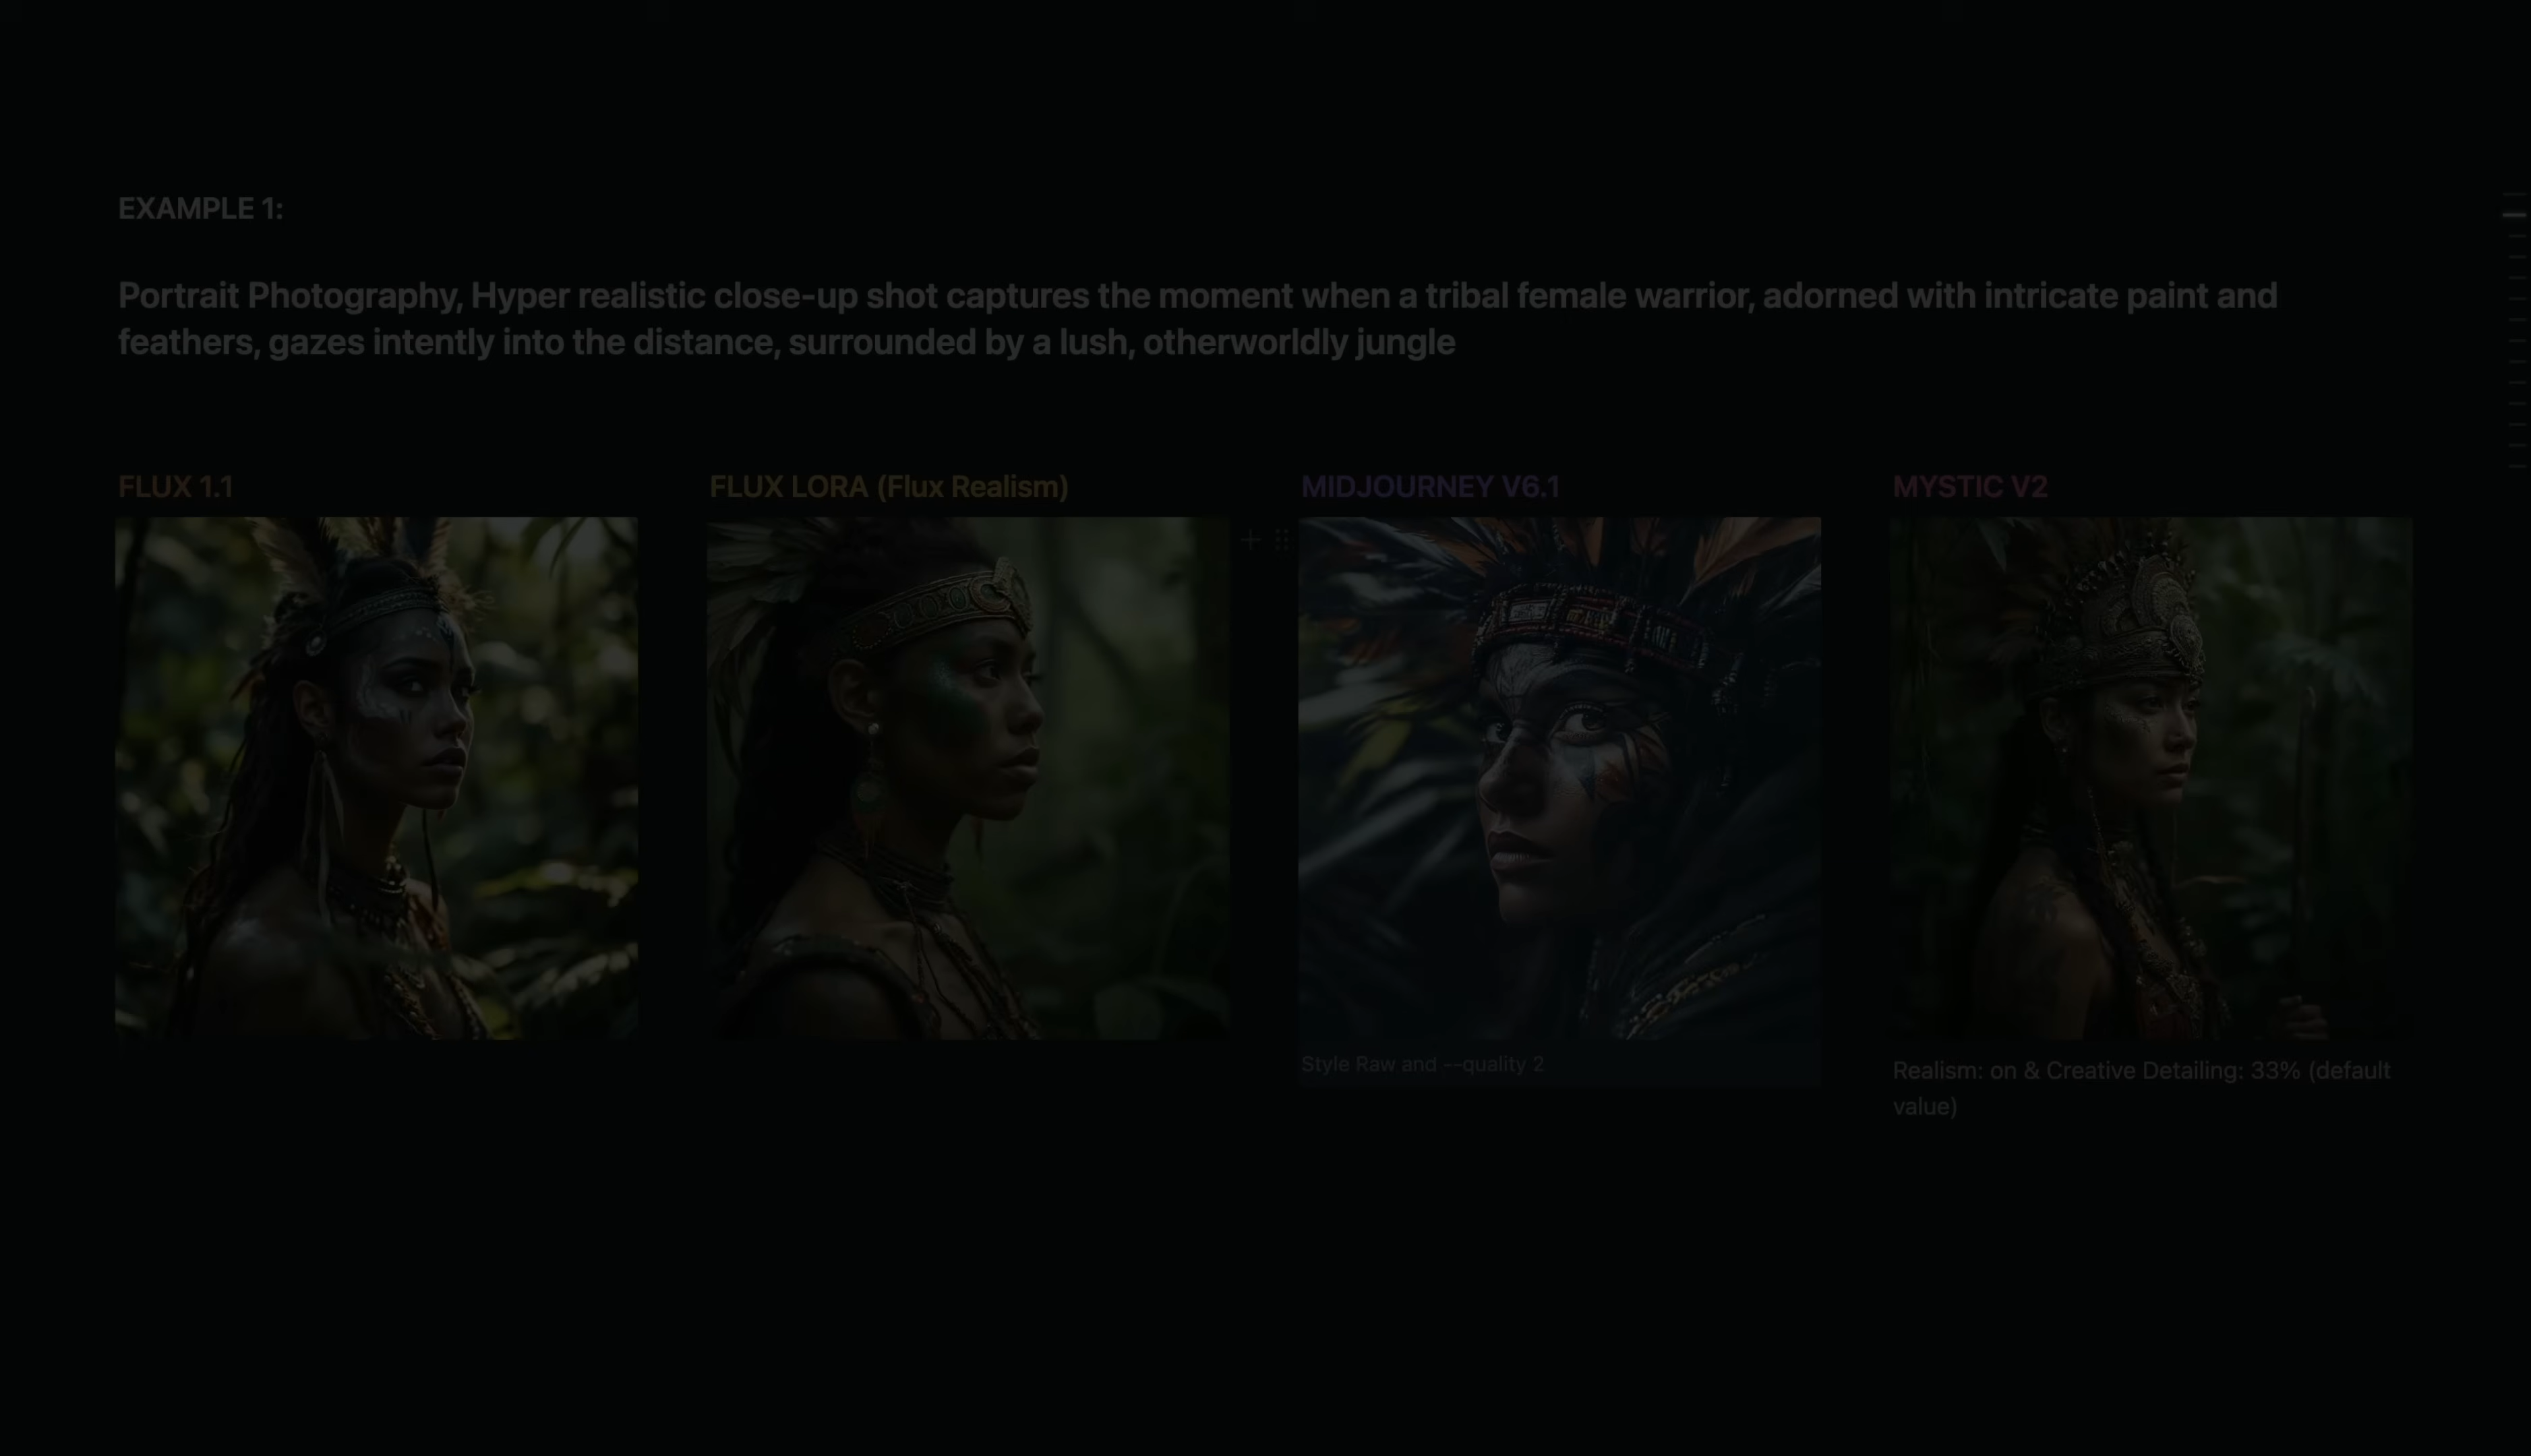 EXAMPLE 1:
Portrait Photography, Hyper realistic close-up shot captures the moment when a tribal female warrior, adorned with intricate paint and
feathers, gazes intently into the distance, surrounded by a lush, otherworldly jungle
FLUX 1.1
FLUX LORA (Flux Realism)
MIDJOURNEY V6.1
MYSTIC V2
Style Raw and --quality 2
Realism: on & Creative Detailing: 33% (default
value)